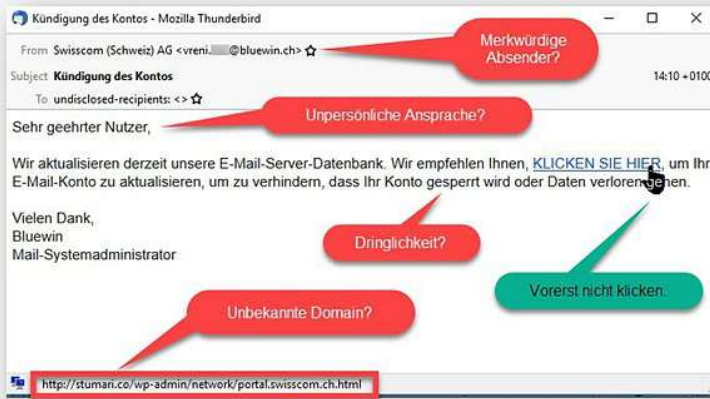 Kündigung des Kontos - Mozilla Thunderbird
From Swisscom (Schweiz) AG <vreni. @bluewin.ch>
Merkwürdige
Absender?
Subject Kündigung des Kontos
14:10 +0100
To undisclosed-recipients: <>
Unpersönliche Ansprache?
Sehr geehrter Nutzer,
Wir aktualisieren derzeit unsere E-Mail-Server-Datenbank. Wir empfehlen Ihnen, KLICKEN SIE HIER, um Ihr
E-Mail-Konto zu aktualisieren, um zu verhindern, dass Ihr Konto gesperrt wird oder Daten verloren gehen.
Vielen Dank,
Bluewin
Mail-Systemadministrator
Dringlichkeit?
Vorerst nicht klicken.
Unbekannte Domain?
http://stumari.co/wp-admin/network/portal.swisscom.ch.html